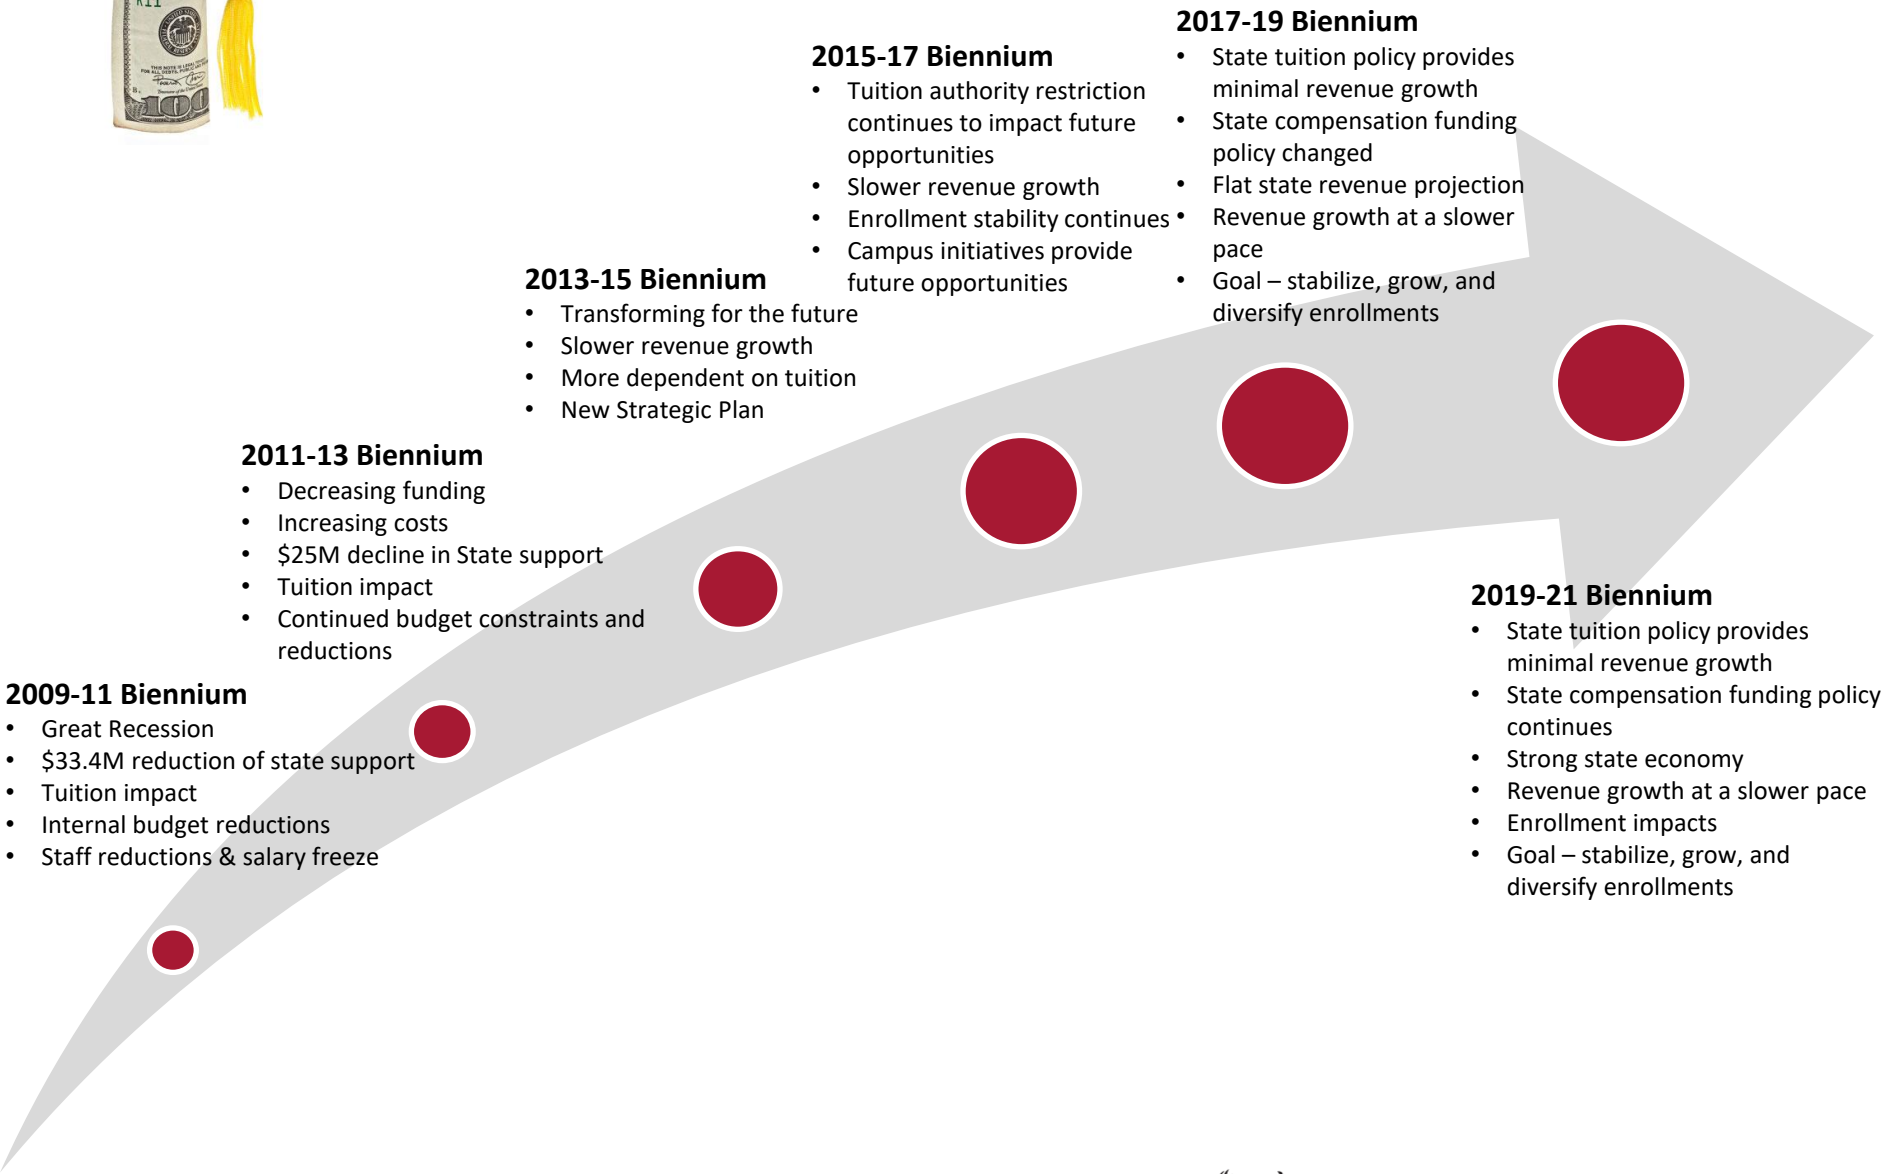 100
2009-11 Biennium
• Great Recession
• $33.4M reduction of state support
• Tuition impact
• Internal budget reductions
• Staff reductions & salary freeze
2011-13 Biennium
• Decreasing funding
• Increasing costs
• $25M decline in State support
• Tuition impact
• Continued budget constraints and
reductions
2013-15 Biennium
• Transforming for the future
• Slower revenue growth
• More dependent on tuition
• New Strategic Plan
2015-17 Biennium
• Tuition authority restriction
continues to impact future
opportunities
• Slower revenue growth
• Enrollment stability continues
• Campus initiatives provide
future opportunities
2017-19 Biennium
• State tuition policy provides
minimal revenue growth
• State compensation funding
policy changed
• Flat state revenue projection
• Revenue growth at a slower
pace
• Goal – stabilize, grow, and
diversify enrollments
2019-21 Biennium
• State tuition policy provides
minimal revenue growth
• State compensation funding policy
continues
• Strong state economy
• Revenue growth at a slower pace
• Enrollment impacts
• Goal – stabilize, grow, and
diversify enrollments